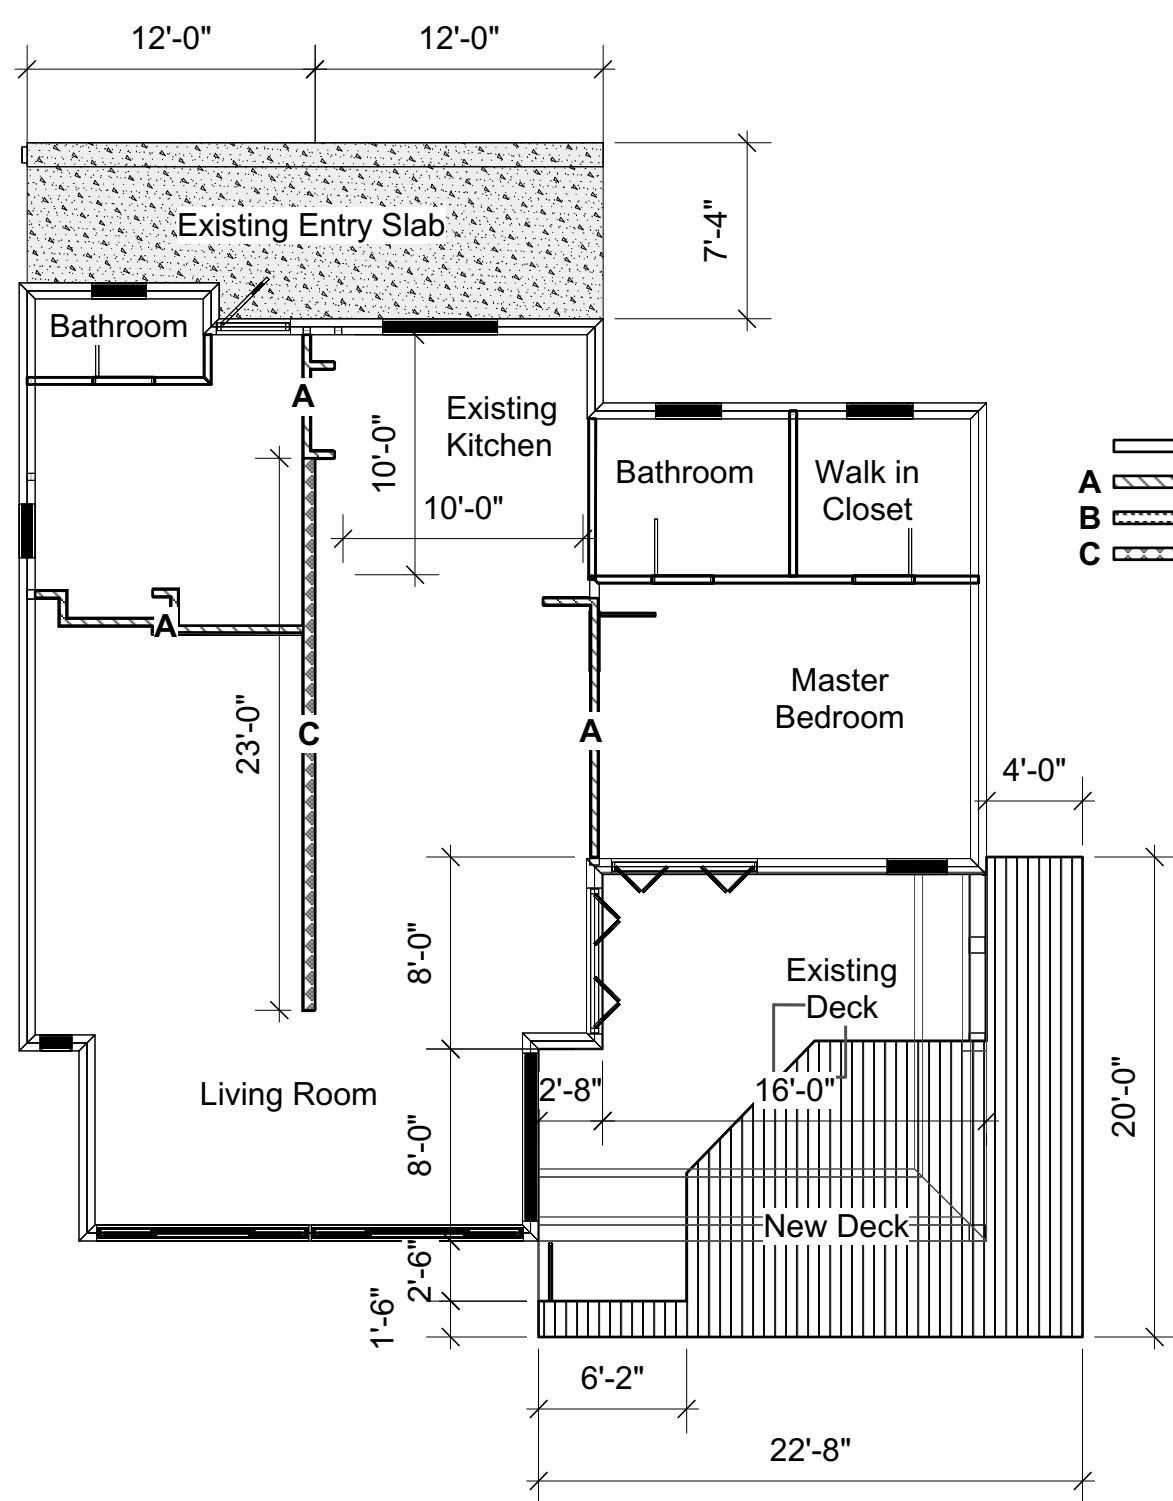 12'-0"
12'-0"
Existing Entry Slab
7'-4"
Bathroom
A
Existing
Kitchen
10'-0"
10'-0"
Bathroom
Walk in
Closet
A
B
C
A
23'-0"
C
A
Master
Bedroom
4'-0"
8'-0"
Existing
Deck
Living Room
8'-0"
2'-8"
16'-0"
20'-0"
New Deck
2'-6"
1'-6"
6'-2"
22'-8"